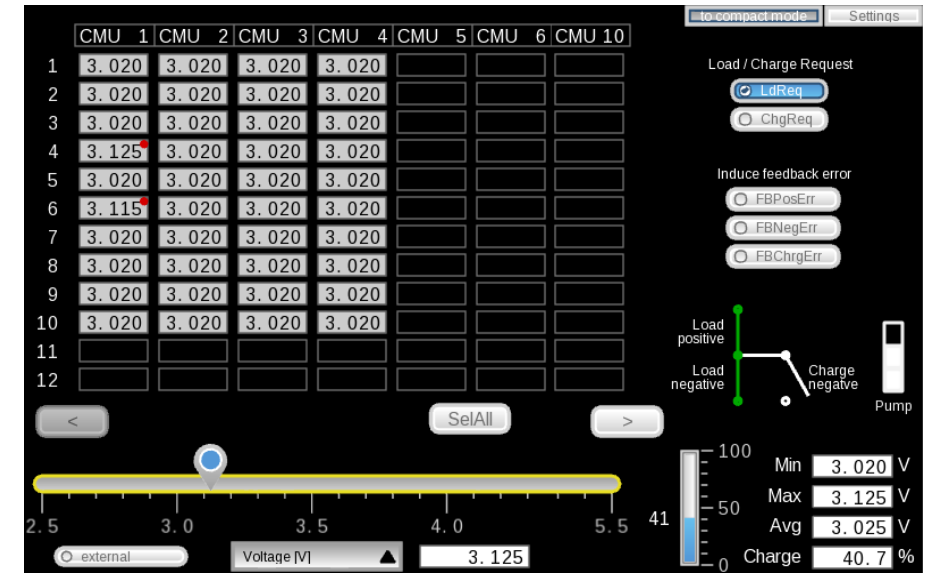 to compact mode Settings
CMU 1 CMU 2 CMU 3 CMU 4 CMU 5 CMU 6 CMU 10
1 3.020 3.020 3.020 3.020
2 3.020 3.020 3.020 3.020
3 3.020 3.020 3.020 3.020
4 3.125 3.020 3.020 3.020
5 3.020 3.020 3.020 3.020
6 3.115 3.020 3.020 3.020
7 3.020 3.020 3.020 3.020
8 3.020 3.020 3.020 3.020
9 3.020 3.020 3.020 3.020
10 3.020 3.020 3.020 3.020
11
12
Load / Charge Request
LdReq
ChgReq
Induce feedback error
FBPosErr
FBNegErr
FBChrgErr
Load
positive
Load
negative
Charge
negatve
Pump
< SelAll >
2.5 3.0 3.5 4.0 5.5
external Voltage [V] 3.125
41
100
50
0
Min 3.020 V
Max 3.125 V
Avg 3.025 V
Charge 40.7 %